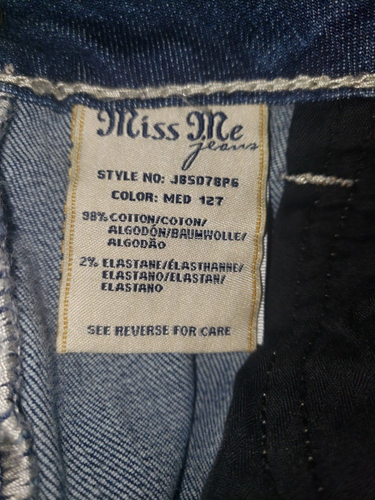 Miss Me
jeans
STYLE NO: JB5078P6
COLOR: MED 127
98% COTTON/COTON/
ALGODÓN/BAUMWOLLE/
ALGODÃO
2% ELASTANE/ÉLASTHANNE/
ELASTANO/ELASTAN/
ELASTANO
SEE REVERSE FOR CARE